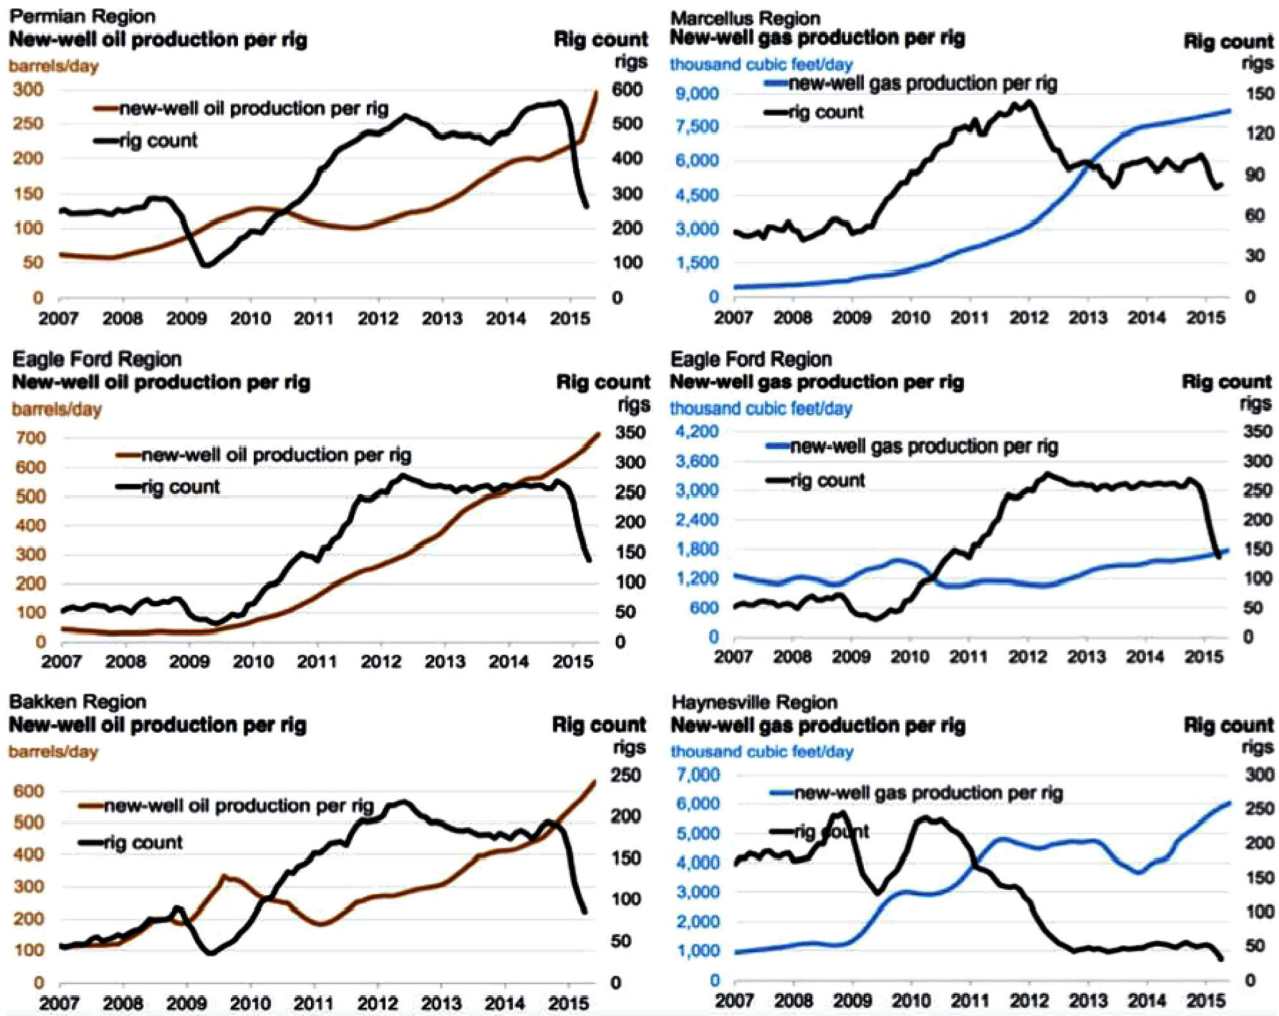 Permian Region
New-well oil production per rig
Rig count
barrels/day
rigs
300
250
200
150
100
50
0
new-well oil production per rig
rig count
600
500
400
300
200
100
0
2007 2008 2009 2010 2011 2012 2013 2014 2015
Marcellus Region
New-well gas production per rig
Rig count
thousand cubic feet/day
rigs
9,000
7,500
6,000
4,500
3,000
1,500
0
new-well gas production per rig
rig count
150
120
90
60
30
0
2007 2008 2009 2010 2011 2012 2013 2014 2015
Eagle Ford Region
New-well oil production per rig
Rig count
barrels/day
rigs
700
600
500
400
300
200
100
0
new-well oil production per rig
rig count
350
300
250
200
150
100
50
0
2007 2008 2009 2010 2011 2012 2013 2014 2015
Eagle Ford Region
New-well gas production per rig
Rig count
thousand cubic feet/day
rigs
4,200
3,600
3,000
2,400
1,800
1,200
600
0
new-well gas production per rig
rig count
350
300
250
200
150
100
50
0
2007 2008 2009 2010 2011 2012 2013 2014 2015
Bakken Region
New-well oil production per rig
Rig count
barrels/day
rigs
600
500
400
300
200
100
0
new-well oil production per rig
rig count
250
200
150
100
50
0
2007 2008 2009 2010 2011 2012 2013 2014 2015
Haynesville Region
New-well gas production per rig
Rig count
thousand cubic feet/day
rigs
7,000
6,000
5,000
4,000
3,000
2,000
1,000
0
new-well gas production per rig
rig count
300
250
200
150
100
50
0
2007 2008 2009 2010 2011 2012 2013 2014 2015